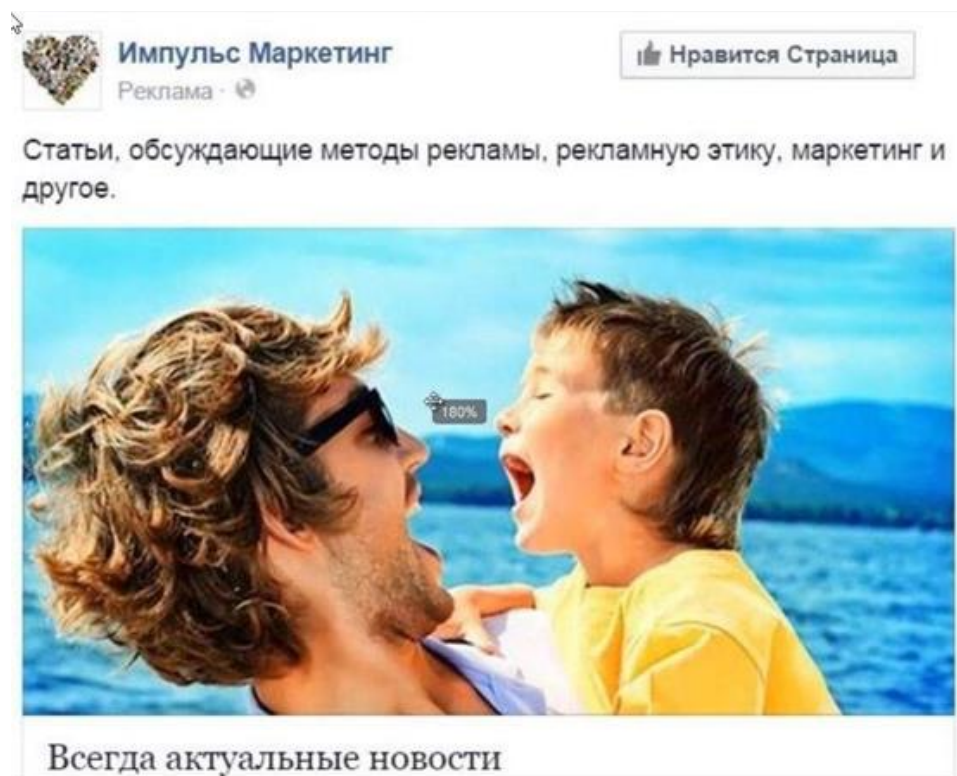 Импульс Маркетинг
Нравится Страница
Реклама ·
Статьи, обсуждающие методы рекламы, рекламную этику, маркетинг и
другое.
180%
Всегда актуальные новости